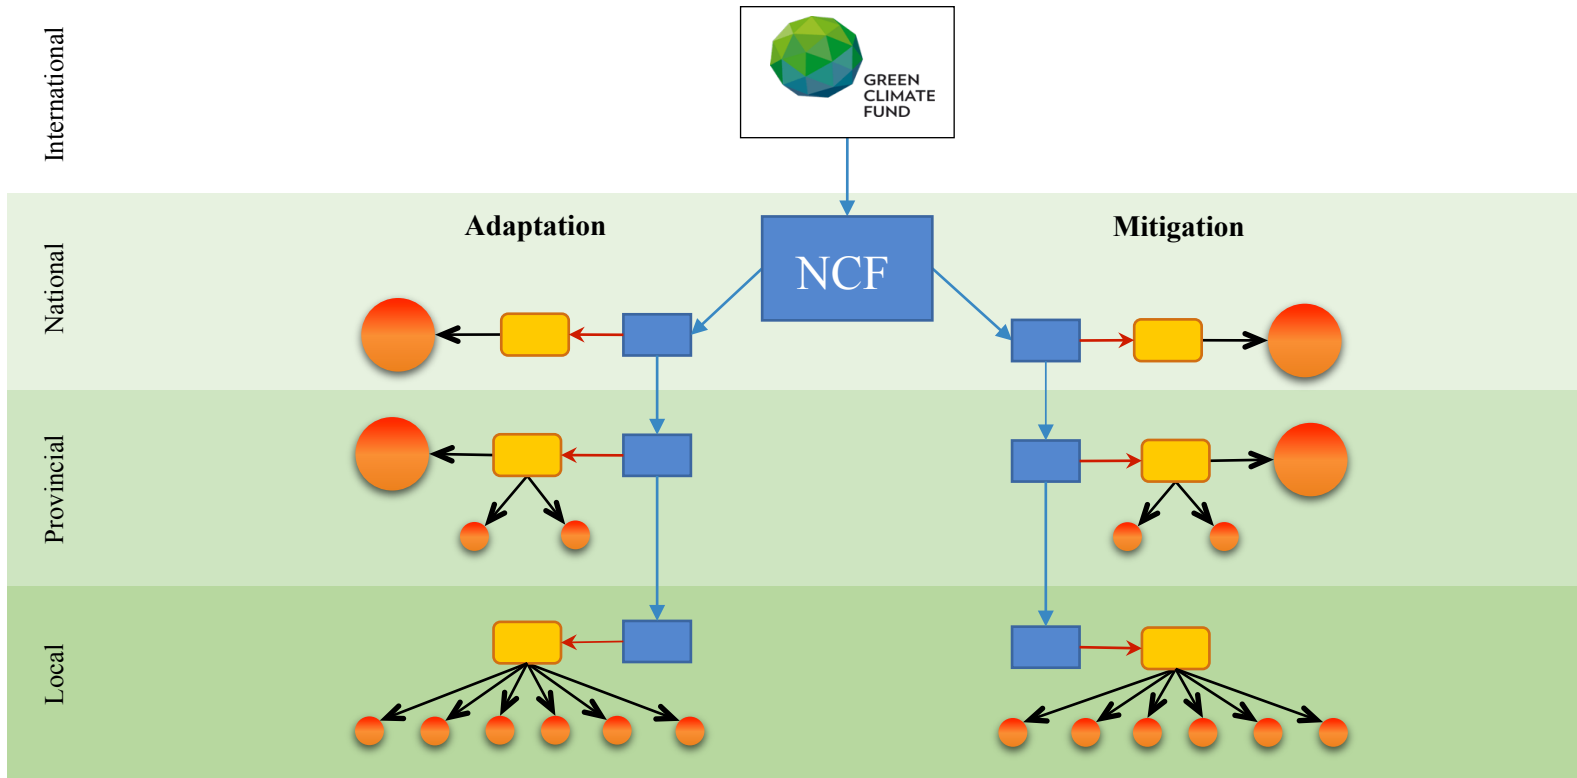 International
GREEN
CLIMATE
FUND
National
Adaptation
NCF
Mitigation
Provincial
Local